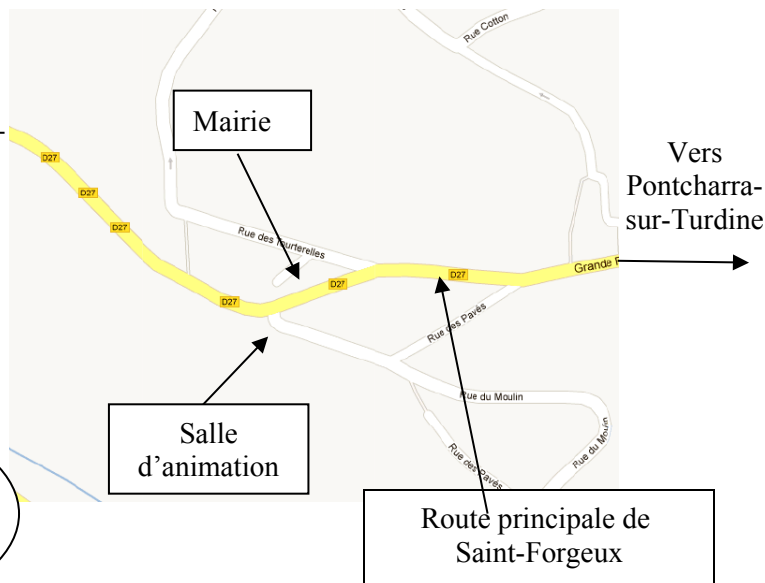 Rue Cotton
Mairie
D27
D27
D27
Vers
Pontcharra-
sur-Turdine
Rue des Tourterelles
Grande
D27
D27
D27
Rue des Pavés
Rue du Moulin
Salle
d'animation
Rue du Moulin
Rue des Pavés
Route principale de
Saint-Forgeux